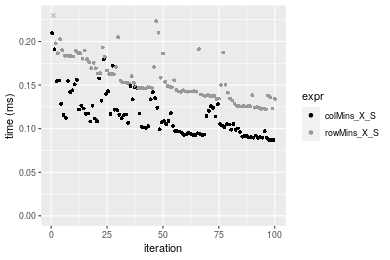 0.20
0.15
0.10
0.05
0.00
time (ms)
0
25
50
75
100
iteration
expr
colMins_X_S
rowMins_X_S